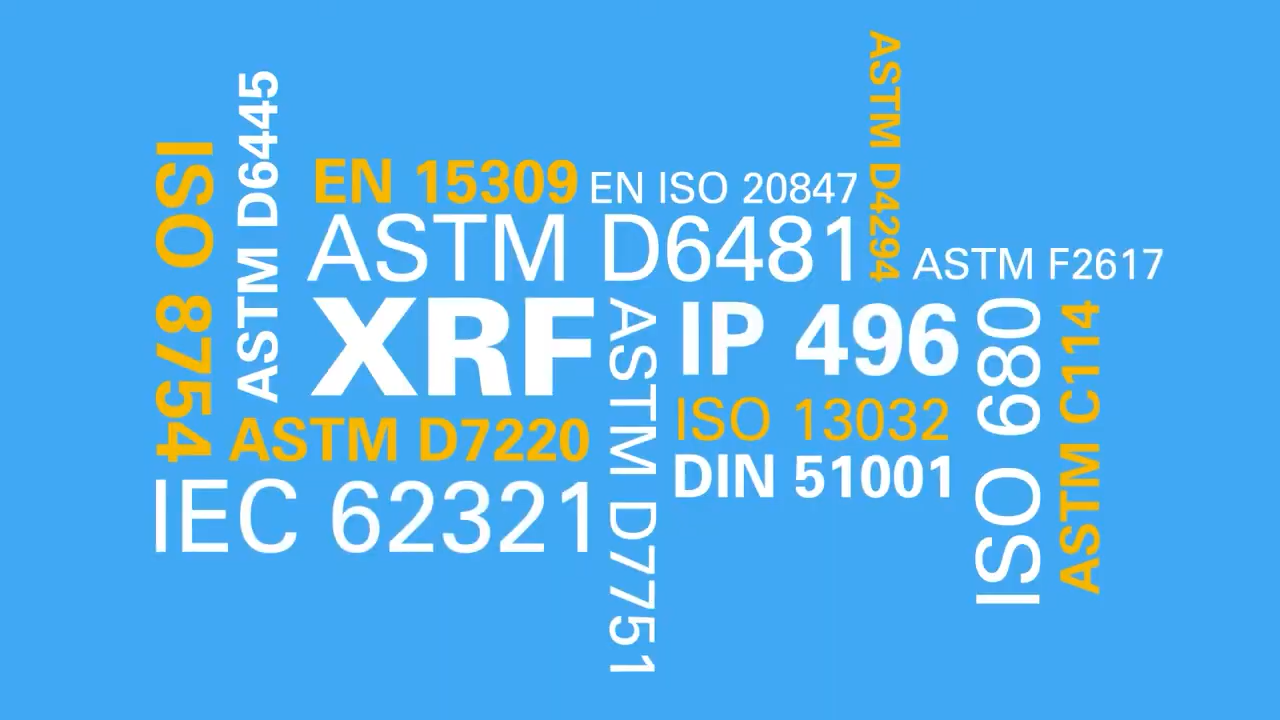 ISO 8754
ASTM D6445
EN 15309
EN ISO 20847
ASTM D4294
ASTM D6481
ASTM F2617
XRF
ASTM D7751
IP 496
ISO 680
ASTM C114
ISO 13032
ASTM D7220
DIN 51001
IEC 62321